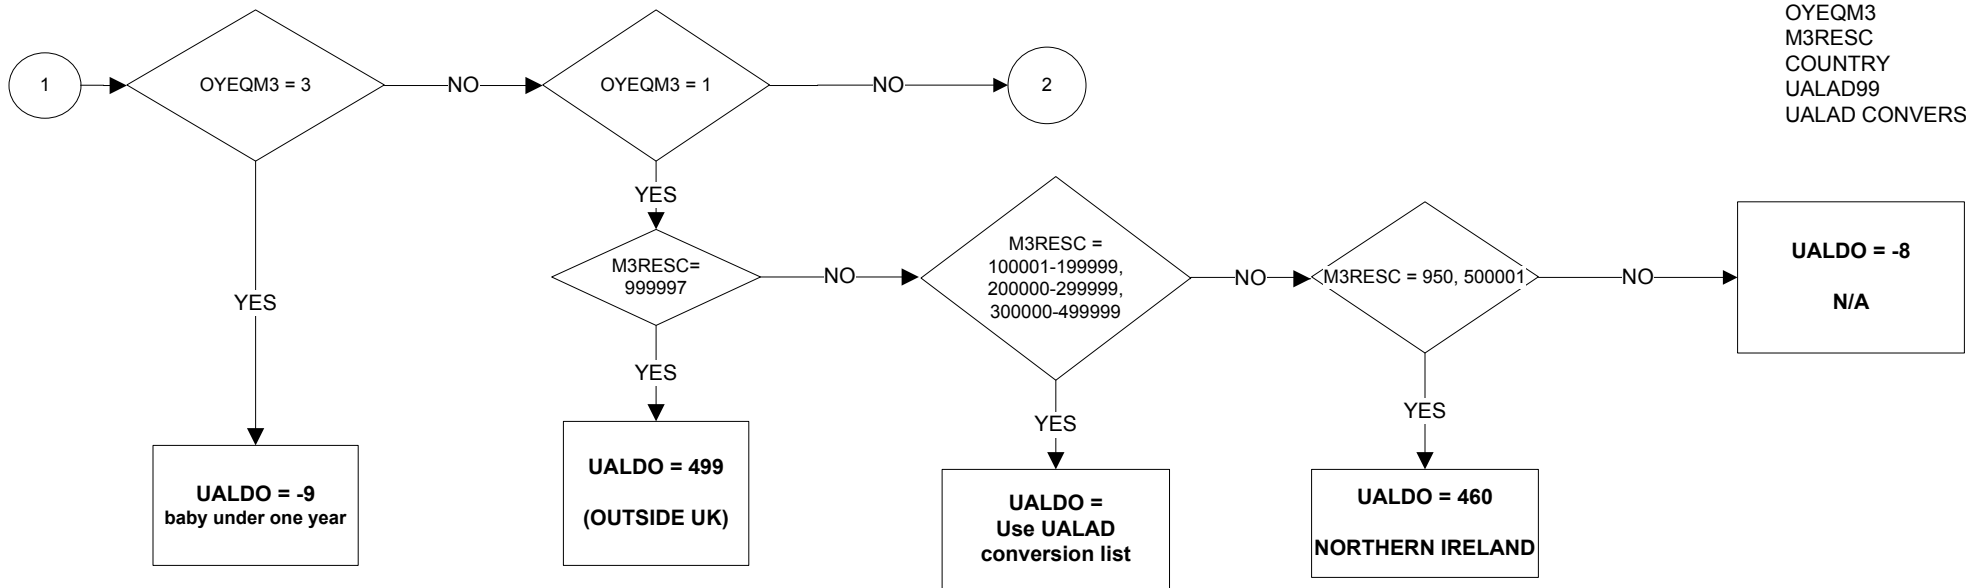 OYEQM3
M3RESC
COUNTRY
UALAD99
UALAD CONVERS
1
OYEQM3 = 3
NO
OYEQM3 = 1
NO
2
YES
YES
M3RESC=
999997
NO
M3RESC =
100001-199999,
200000-299999,
300000-499999
NO
M3RESC = 950, 500001
NO
UALDO = -8
N/A
YES
YES
YES
UALDO = -9
baby under one year
UALDO = 499
(OUTSIDE UK)
UALDO =
Use UALAD
conversion list
UALDO = 460
NORTHERN IRELAND